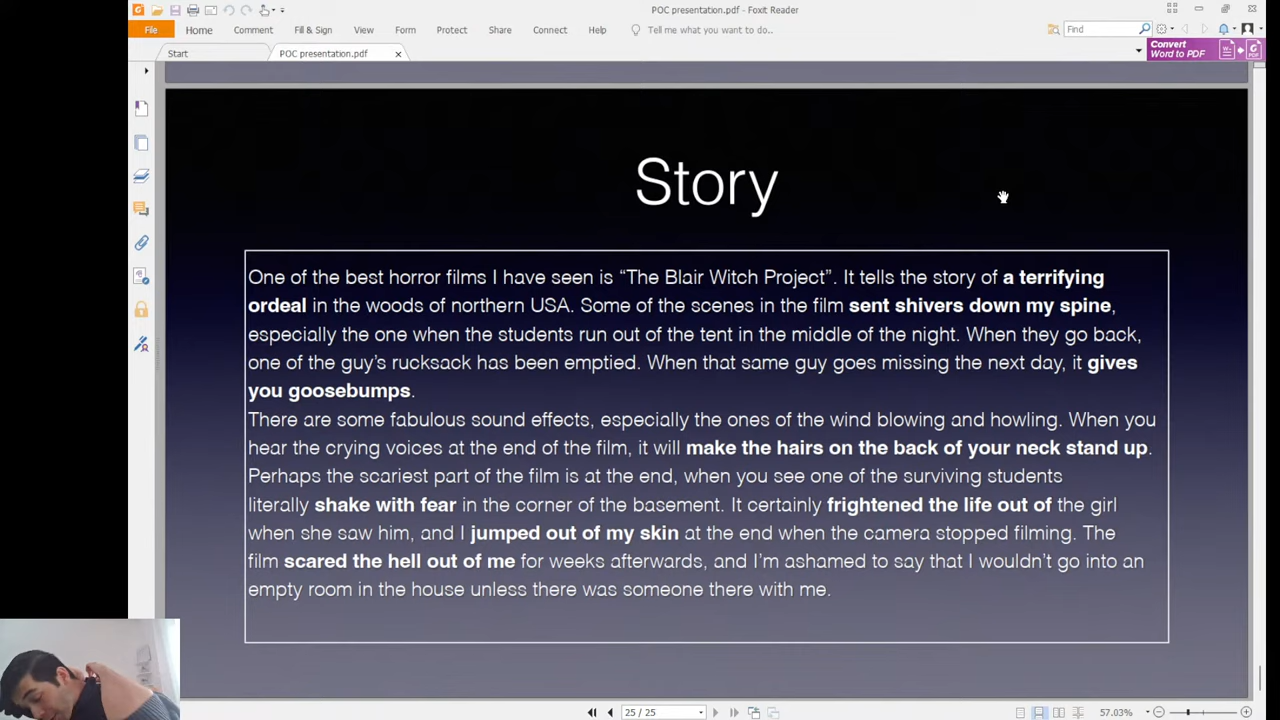 POC presentation.pdf - Foxit Reader
File Home Comment Fill & Sign View Form Protect Share Connect Help Tell me what you want to do.. Find
Start POC presentation.pdf Convert Word to PDF
Story
One of the best horror films I have seen is “The Blair Witch Project”. It tells the story of a terrifying
ordeal in the woods of northern USA. Some of the scenes in the film sent shivers down my spine,
especially the one when the students run out of the tent in the middle of the night. When they go back,
one of the guy’s rucksack has been emptied. When that same guy goes missing the next day, it gives
you goosebumps.
There are some fabulous sound effects, especially the ones of the wind blowing and howling. When you
hear the crying voices at the end of the film, it will make the hairs on the back of your neck stand up.
Perhaps the scariest part of the film is at the end, when you see one of the surviving students
literally shake with fear in the corner of the basement. It certainly frightened the life out of the girl
when she saw him, and I jumped out of my skin at the end when the camera stopped filming. The
film scared the hell out of me for weeks afterwards, and I’m ashamed to say that I wouldn’t go into an
empty room in the house unless there was someone there with me.
25 / 25 57.03%